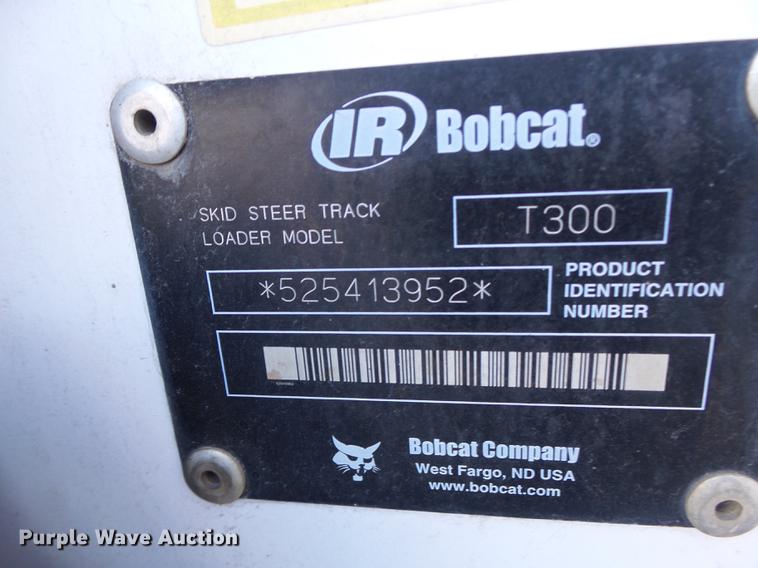 IR Bobcat®
SKID STEER TRACK
LOADER MODEL
T300
*525413952*
PRODUCT
IDENTIFICATION
NUMBER
Bobcat Company
West Fargo, ND USA
www.bobcat.com
Purple Wave Auction